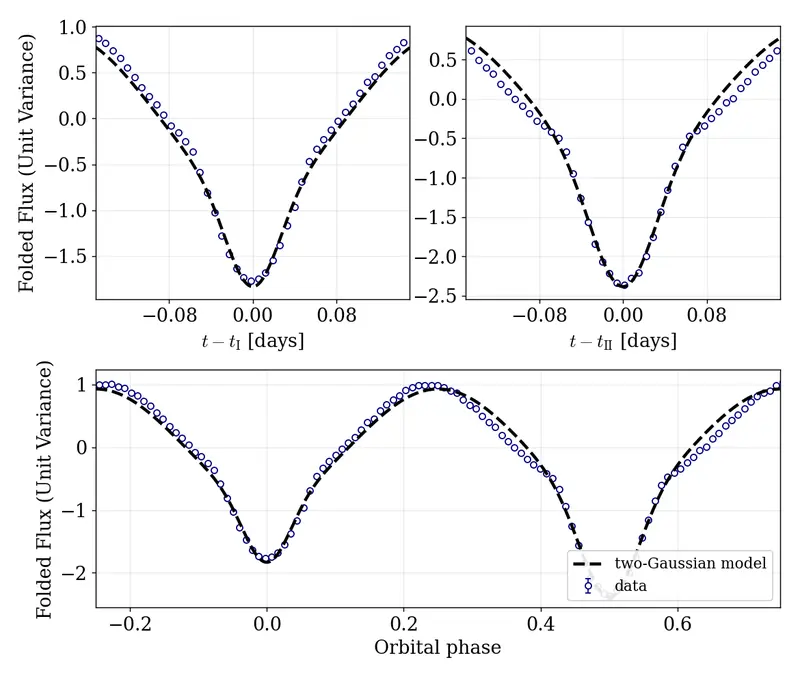 Folded Flux (Unit Variance)
1.0
0.5
0.0
−0.5
−1.0
−1.5
−0.08 0.00 0.08
t − tI [days]
0.5
0.0
−0.5
−1.0
−1.5
−2.0
−2.5
−0.08 0.00 0.08
t − tII [days]
Folded Flux (Unit Variance)
1
0
−1
−2
two-Gaussian model
data
−0.2 0.0 0.2 0.4 0.6
Orbital phase